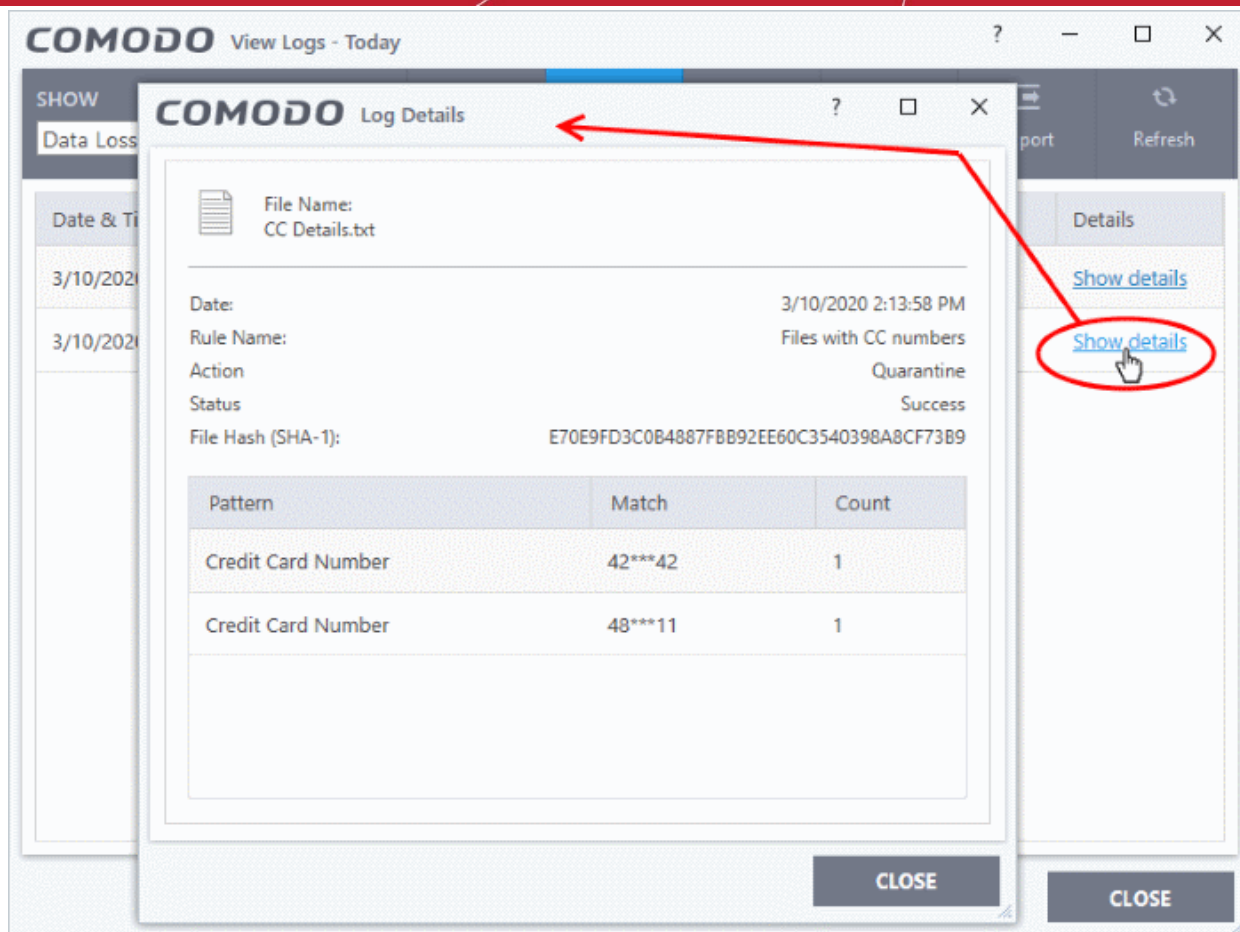 COMODO View Logs - Today
?
SHOW
Data Loss
port
Refresh
Date & Ti
Details
3/10/202
Show details
3/10/202
Show details
COMODO Log Details
?
File Name:
CC Details.txt
Date: 3/10/2020 2:13:58 PM
Rule Name: Files with CC numbers
Action Quarantine
Status Success
File Hash (SHA-1): E70E9FD3C0B4887FBB92EE60C3540398A8CF73B9
Pattern Match Count
Credit Card Number 42***42 1
Credit Card Number 48***11 1
CLOSE
CLOSE